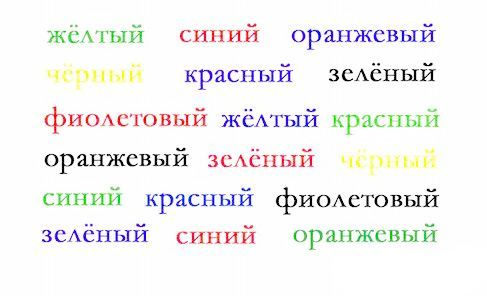 жёлтый синий оранжевый
чёрный красный зелёный
фиолетовый жёлтый красный
оранжевый зелёный чёрный
синий красный фиолетовый
зелёный синий оранжевый